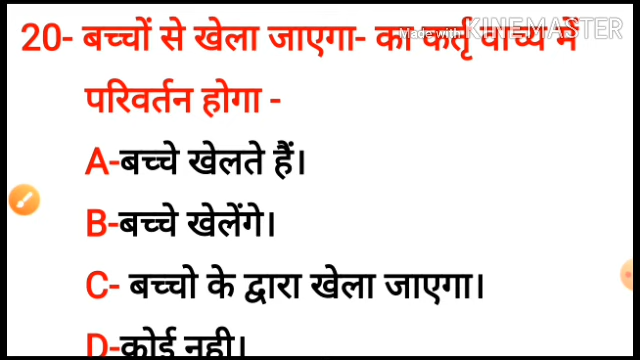 20- बच्चों से खेला जाएगा- का कर्तृ वाच्य में
Made with KINEMASTER
परिवर्तन होगा -
A-बच्चे खेलते हैं।
B-बच्चे खेलेंगे।
C- बच्चो के द्वारा खेला जाएगा।
D-कोई नही।